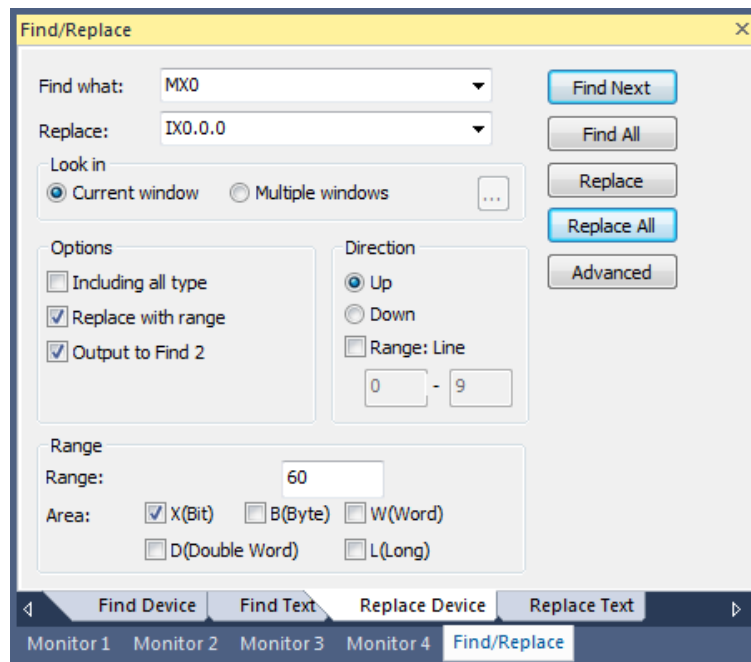 Find/Replace
Find what: MX0 Find Next
Replace: IX0.0.0 Find All
Look in
Current window Multiple windows ... Replace
Replace All
Options Direction
Including all type Up Advanced
Replace with range Down
Output to Find 2 Range: Line
0 - 9
Range
Range: 60
Area: X(Bit) B(Byte) W(Word)
D(Double Word) L(Long)
Find Device Find Text Replace Device Replace Text
Monitor 1 Monitor 2 Monitor 3 Monitor 4 Find/Replace